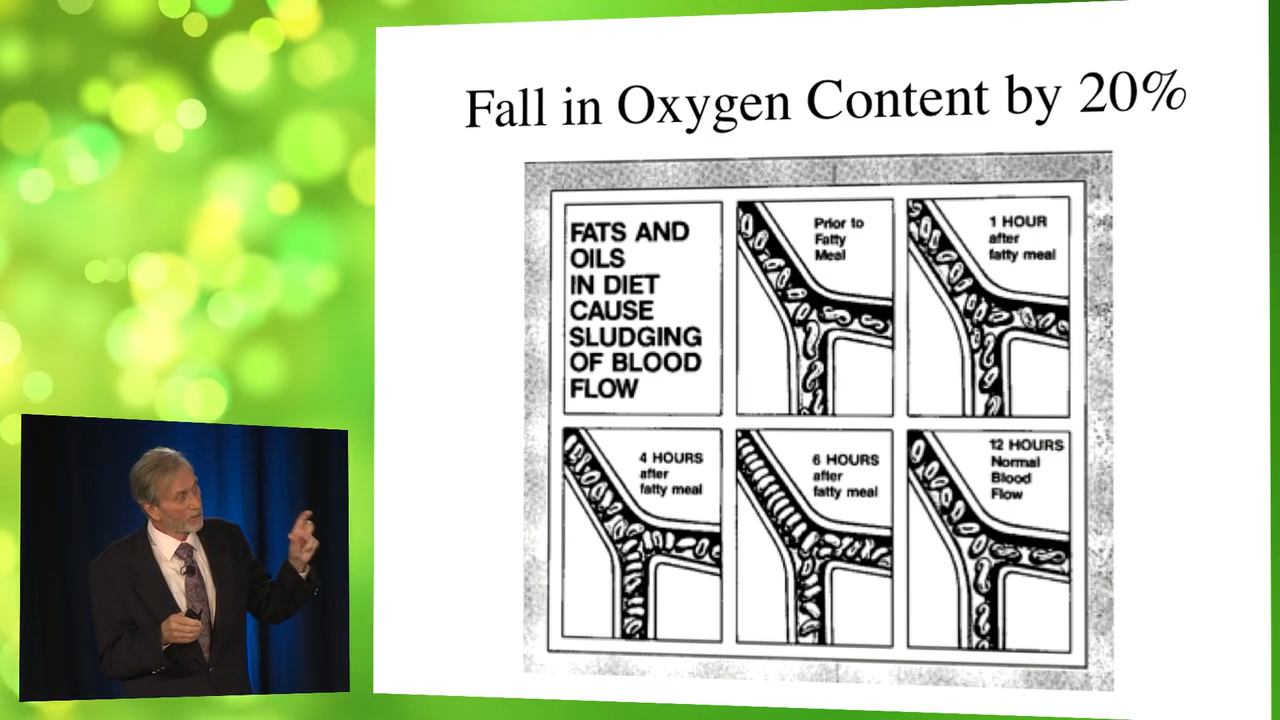 Fall in Oxygen Content by 20%
FATS AND
OILS
IN DIET
CAUSE
SLUDGING
OF BLOOD
FLOW
Prior to
Fatty
Meal
1 HOUR
after
fatty meal
4 HOURS
after
fatty meal
6 HOURS
after
fatty meal
12 HOURS
Normal
Blood
Flow